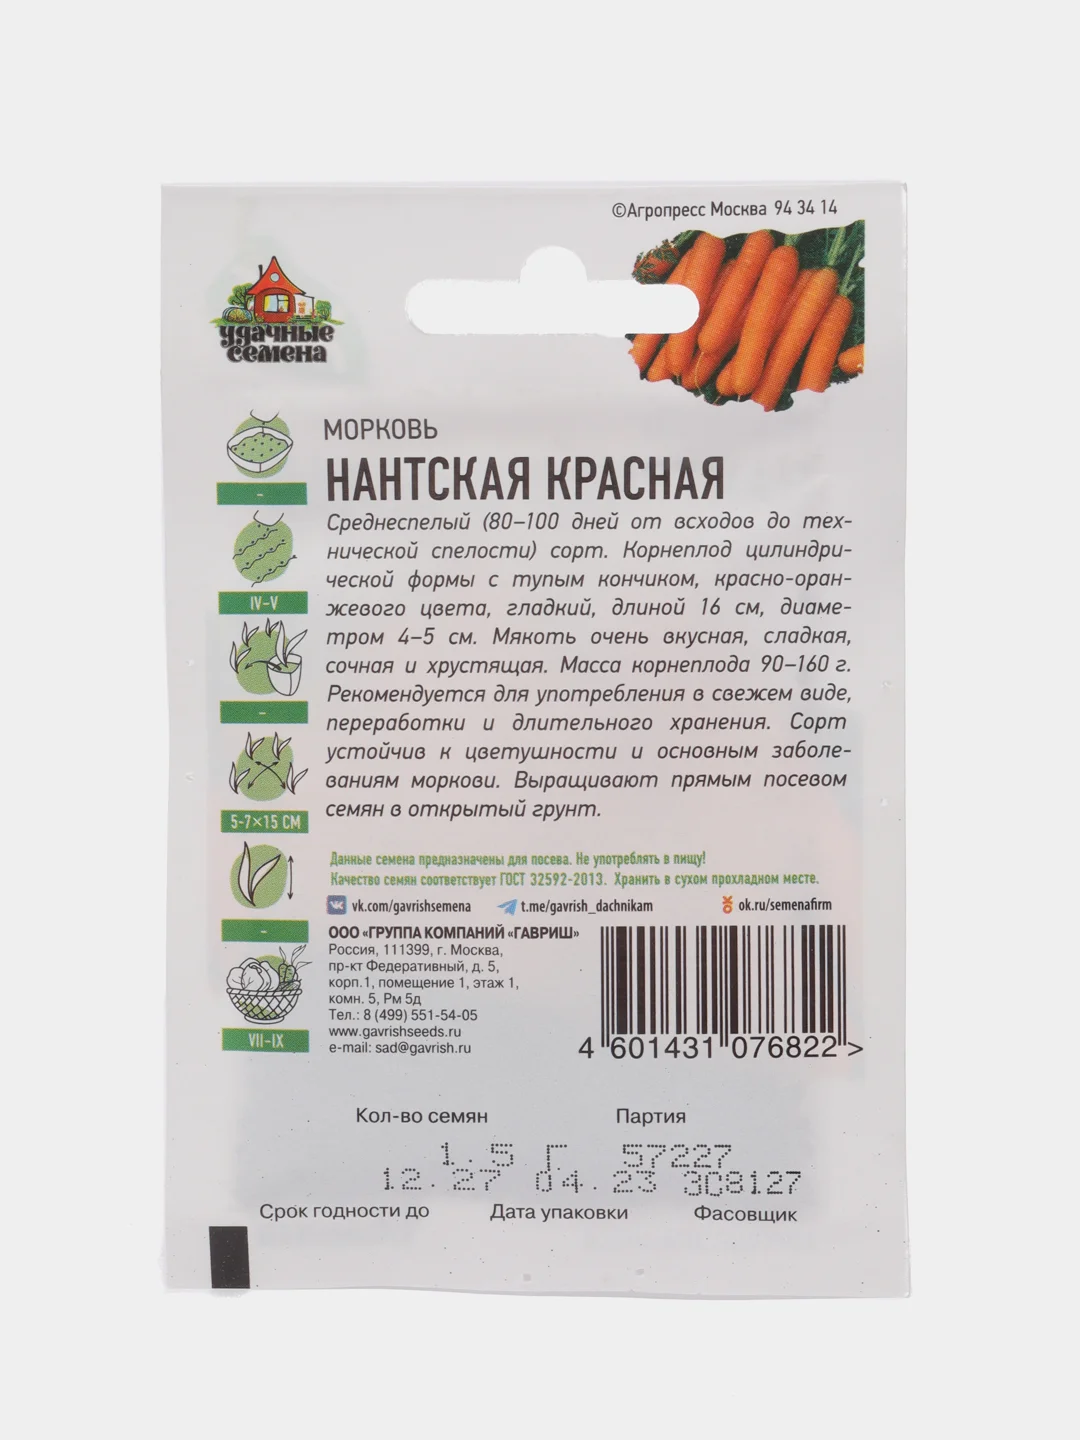 ©Агропресс Москва 94 34 14
удачные
семена
МОРКОВЬ
НАНТСКАЯ КРАСНАЯ
Среднеспелый (80–100 дней от всходов до тех-
нической спелости) сорт. Корнеплод цилиндри-
ческой формы с тупым кончиком, красно-оран-
жевого цвета, гладкий, длиной 16 см, диаме-
тром 4–5 см. Мякоть очень вкусная, сладкая,
сочная и хрустящая. Масса корнеплода 90–160 г.
Рекомендуется для употребления в свежем виде,
переработки и длительного хранения. Сорт
устойчив к цветушности и основным заболе-
ваниям моркови. Выращивают прямым посевом
семян в открытый грунт.
-
IV–V
-
5-7×15 СМ
-
VII–IX
Данные семена предназначены для посева. Не употреблять в пищу!
Качество семян соответствует ГОСТ 32592-2013. Хранить в сухом прохладном месте.
vk.com/gavrishsemena t.me/gavrish_dachnikam ok.ru/semenafirm
ООО «ГРУППА КОМПАНИЙ «ГАВРИШ»
Россия, 111399, г. Москва,
пр-кт Федеративный, д. 5,
корп.1, помещение 1, этаж 1,
комн. 5, Рм 5д
Тел.: 8 (499) 551-54-05
www.gavrishseeds.ru
e-mail: sad@gavrish.ru
4 601431 076822 >
Кол-во семян Партия
1.5 Г 57227
12.27 04.23 3С8127
Срок годности до Дата упаковки Фасовщик